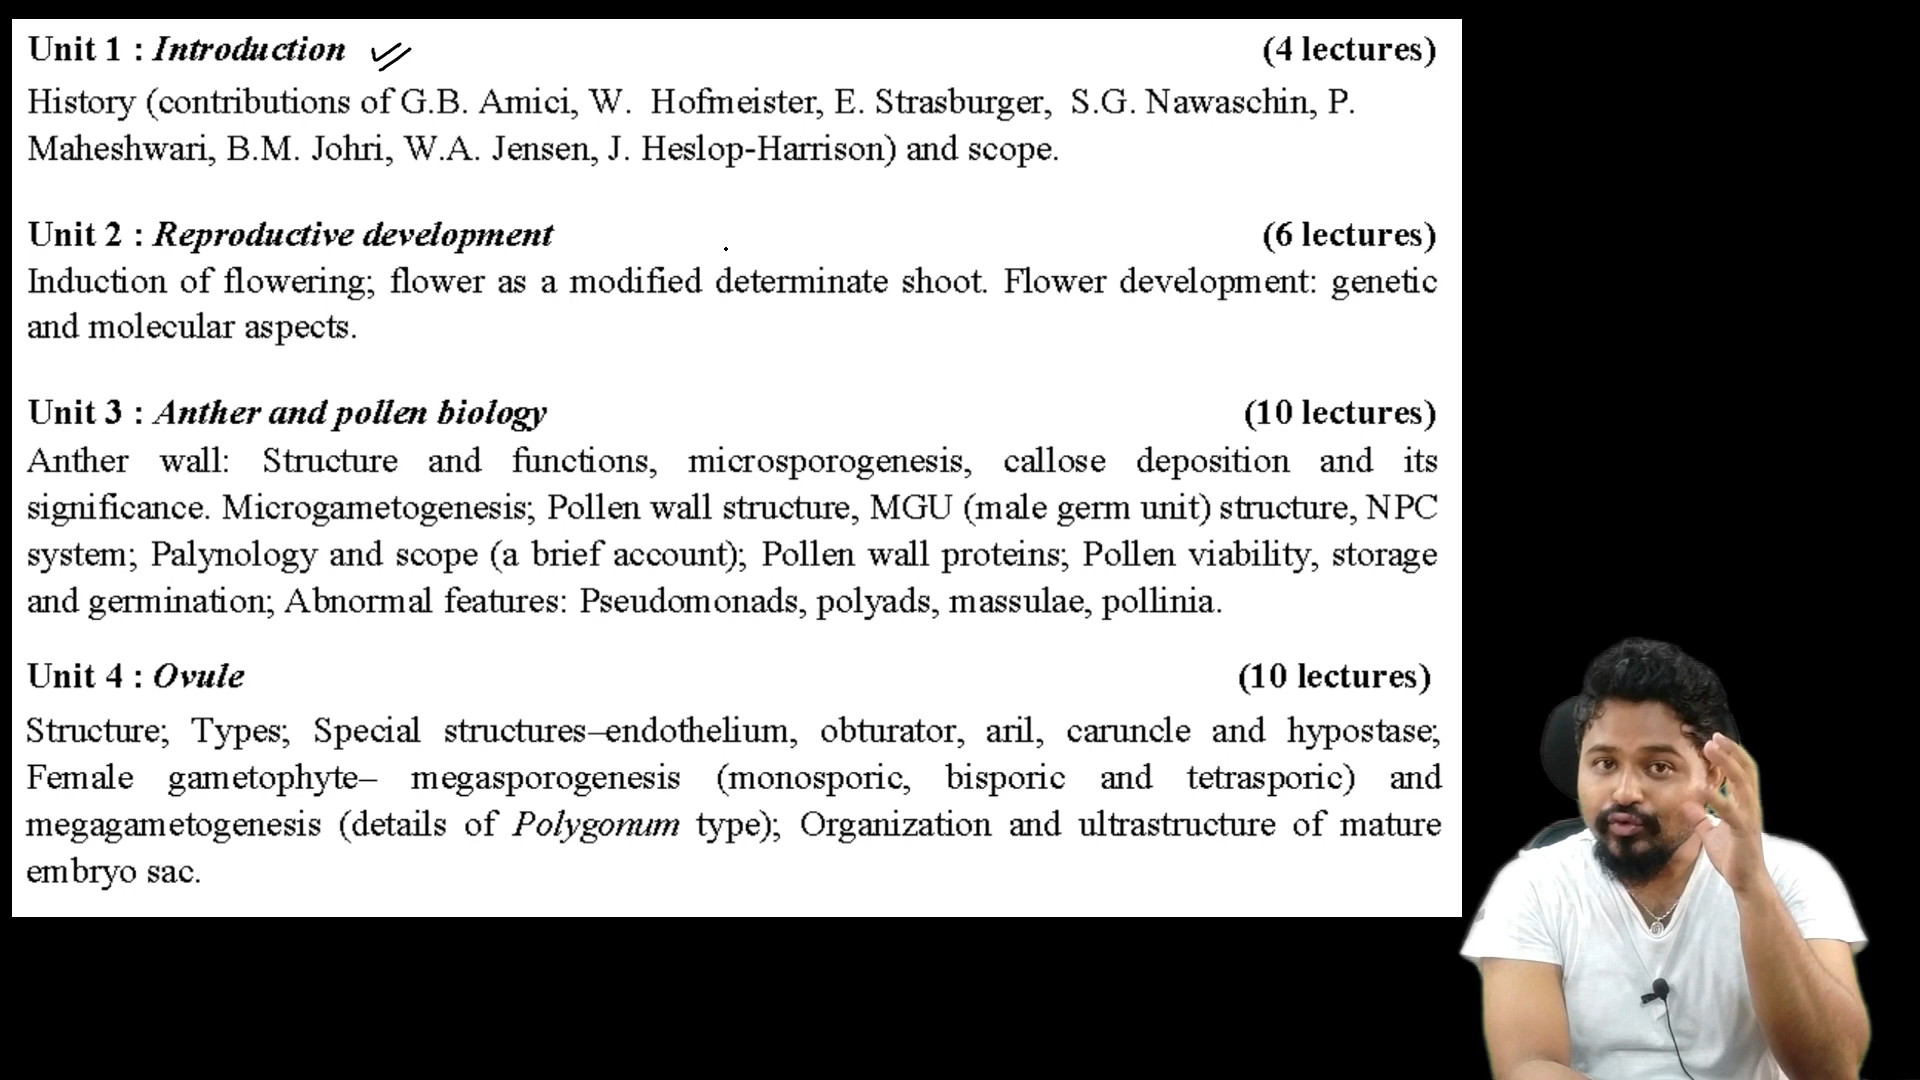 Unit 1 : Introduction (4 lectures)
History (contributions of G.B. Amici, W. Hofmeister, E. Strasburger, S.G. Nawaschin, P.
Maheshwari, B.M. Johri, W.A. Jensen, J. Heslop-Harrison) and scope.
Unit 2 : Reproductive development (6 lectures)
Induction of flowering; flower as a modified determinate shoot. Flower development: genetic
and molecular aspects.
Unit 3 : Anther and pollen biology (10 lectures)
Anther wall: Structure and functions, microsporogenesis, callose deposition and its
significance. Microgametogenesis; Pollen wall structure, MGU (male germ unit) structure, NPC
system; Palynology and scope (a brief account); Pollen wall proteins; Pollen viability, storage
and germination; Abnormal features: Pseudomonads, polyads, massulae, pollinia.
Unit 4 : Ovule (10 lectures)
Structure; Types; Special structures–endothelium, obturator, aril, caruncle and hypostase;
Female gametophyte– megasporogenesis (monosporic, bisporic and tetrasporic) and
megagametogenesis (details of Polygonum type); Organization and ultrastructure of mature
embryo sac.